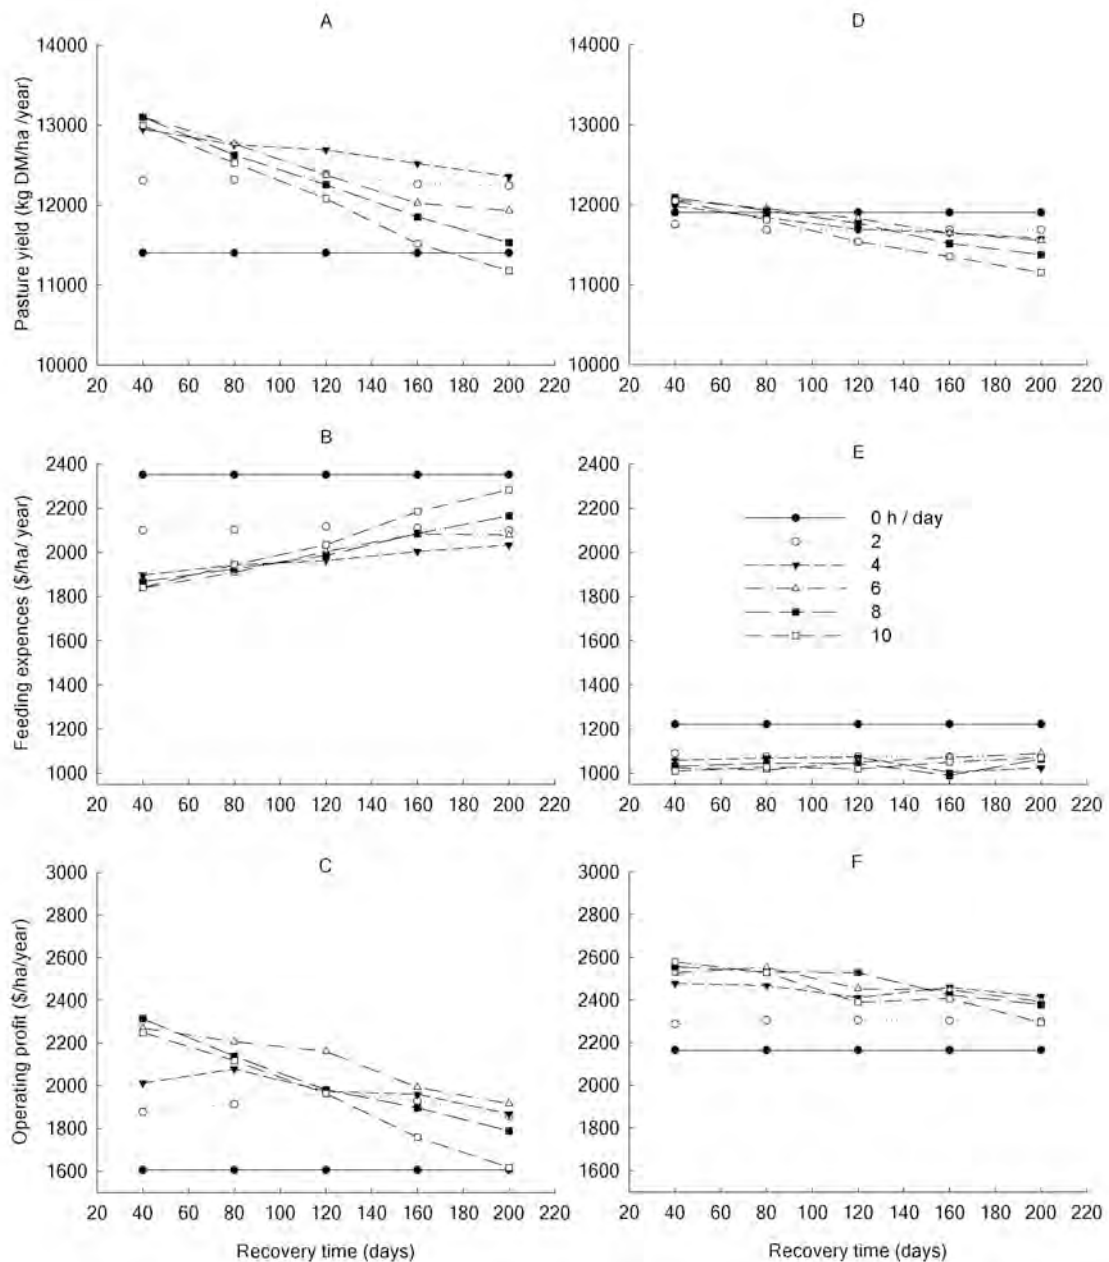 A
Pasture yield (kg DM/ha /year)
14000
13000
12000
11000
10000
20 40 60 80 100 120 140 160 180 200 220
D
14000
13000
12000
11000
10000
20 40 60 80 100 120 140 160 180 200 220
B
Feeding expences ($/ha/ year)
2400
2200
2000
1800
1600
1400
1200
1000
20 40 60 80 100 120 140 160 180 200 220
E
2400
2200
2000
1800
1600
1400
1200
1000
0 h / day
2
4
6
8
10
20 40 60 80 100 120 140 160 180 200 220
C
Operating profit ($/ha/year)
3000
2800
2600
2400
2200
2000
1800
1600
20 40 60 80 100 120 140 160 180 200 220
Recovery time (days)
F
3000
2800
2600
2400
2200
2000
1800
1600
20 40 60 80 100 120 140 160 180 200 220
Recovery time (days)